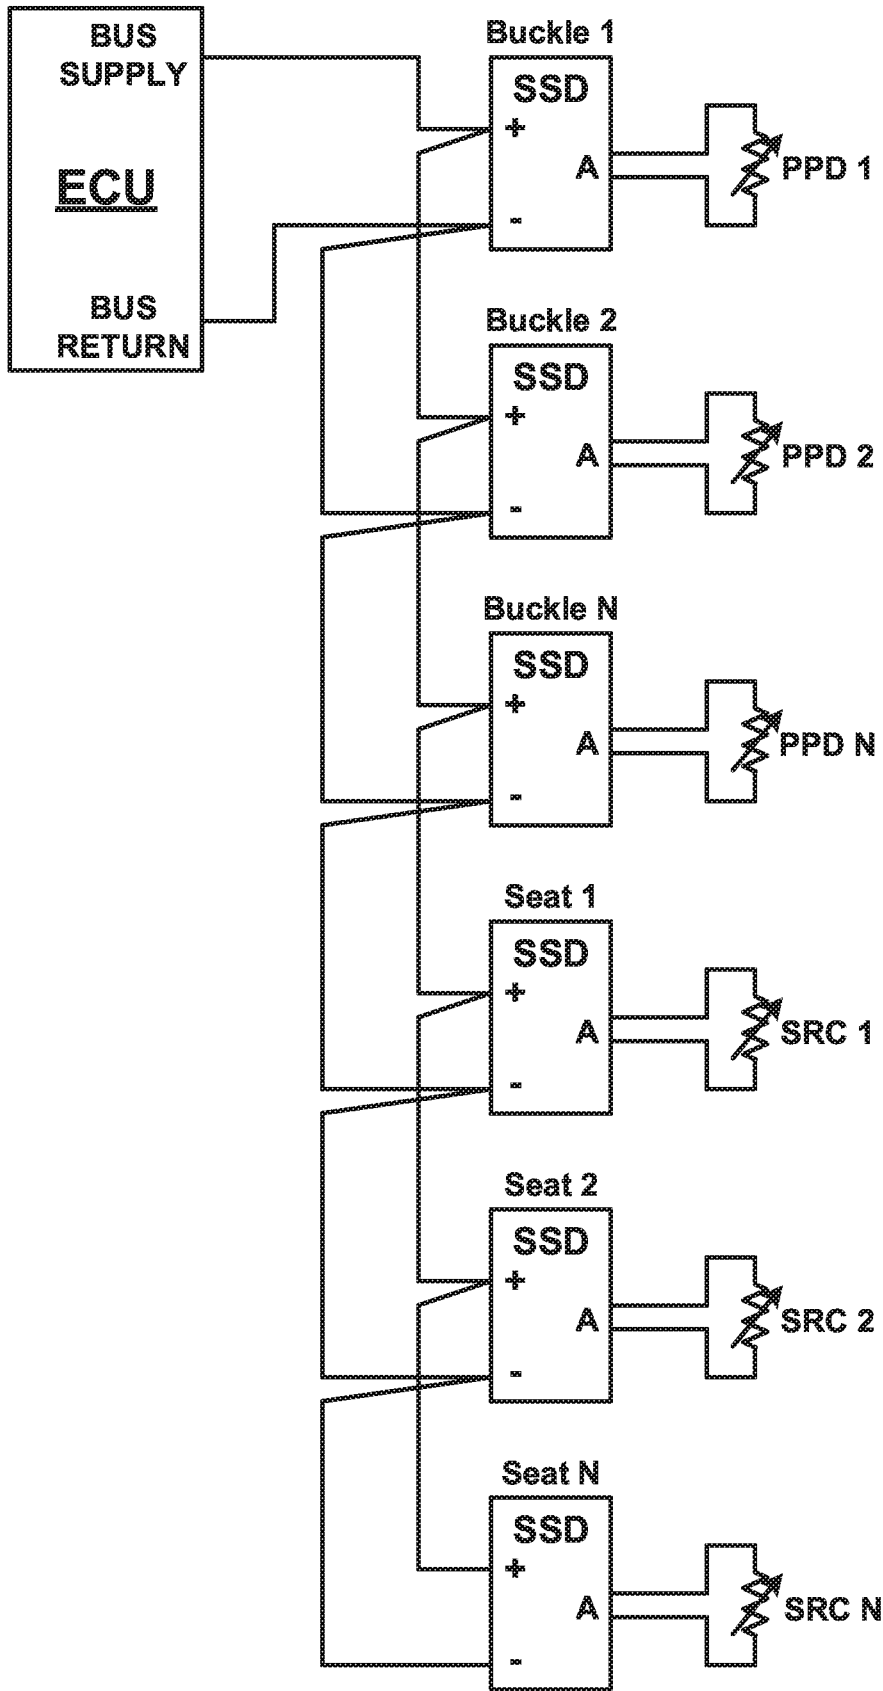 BUS
SUPPLY
ECU
BUS
RETURN
Buckle 1
SSD
+
A
-
PPD 1
Buckle 2
SSD
+
A
-
PPD 2
Buckle N
SSD
+
A
-
PPD N
Seat 1
SSD
+
A
-
SRC 1
Seat 2
SSD
+
A
-
SRC 2
Seat N
SSD
+
A
-
SRC N